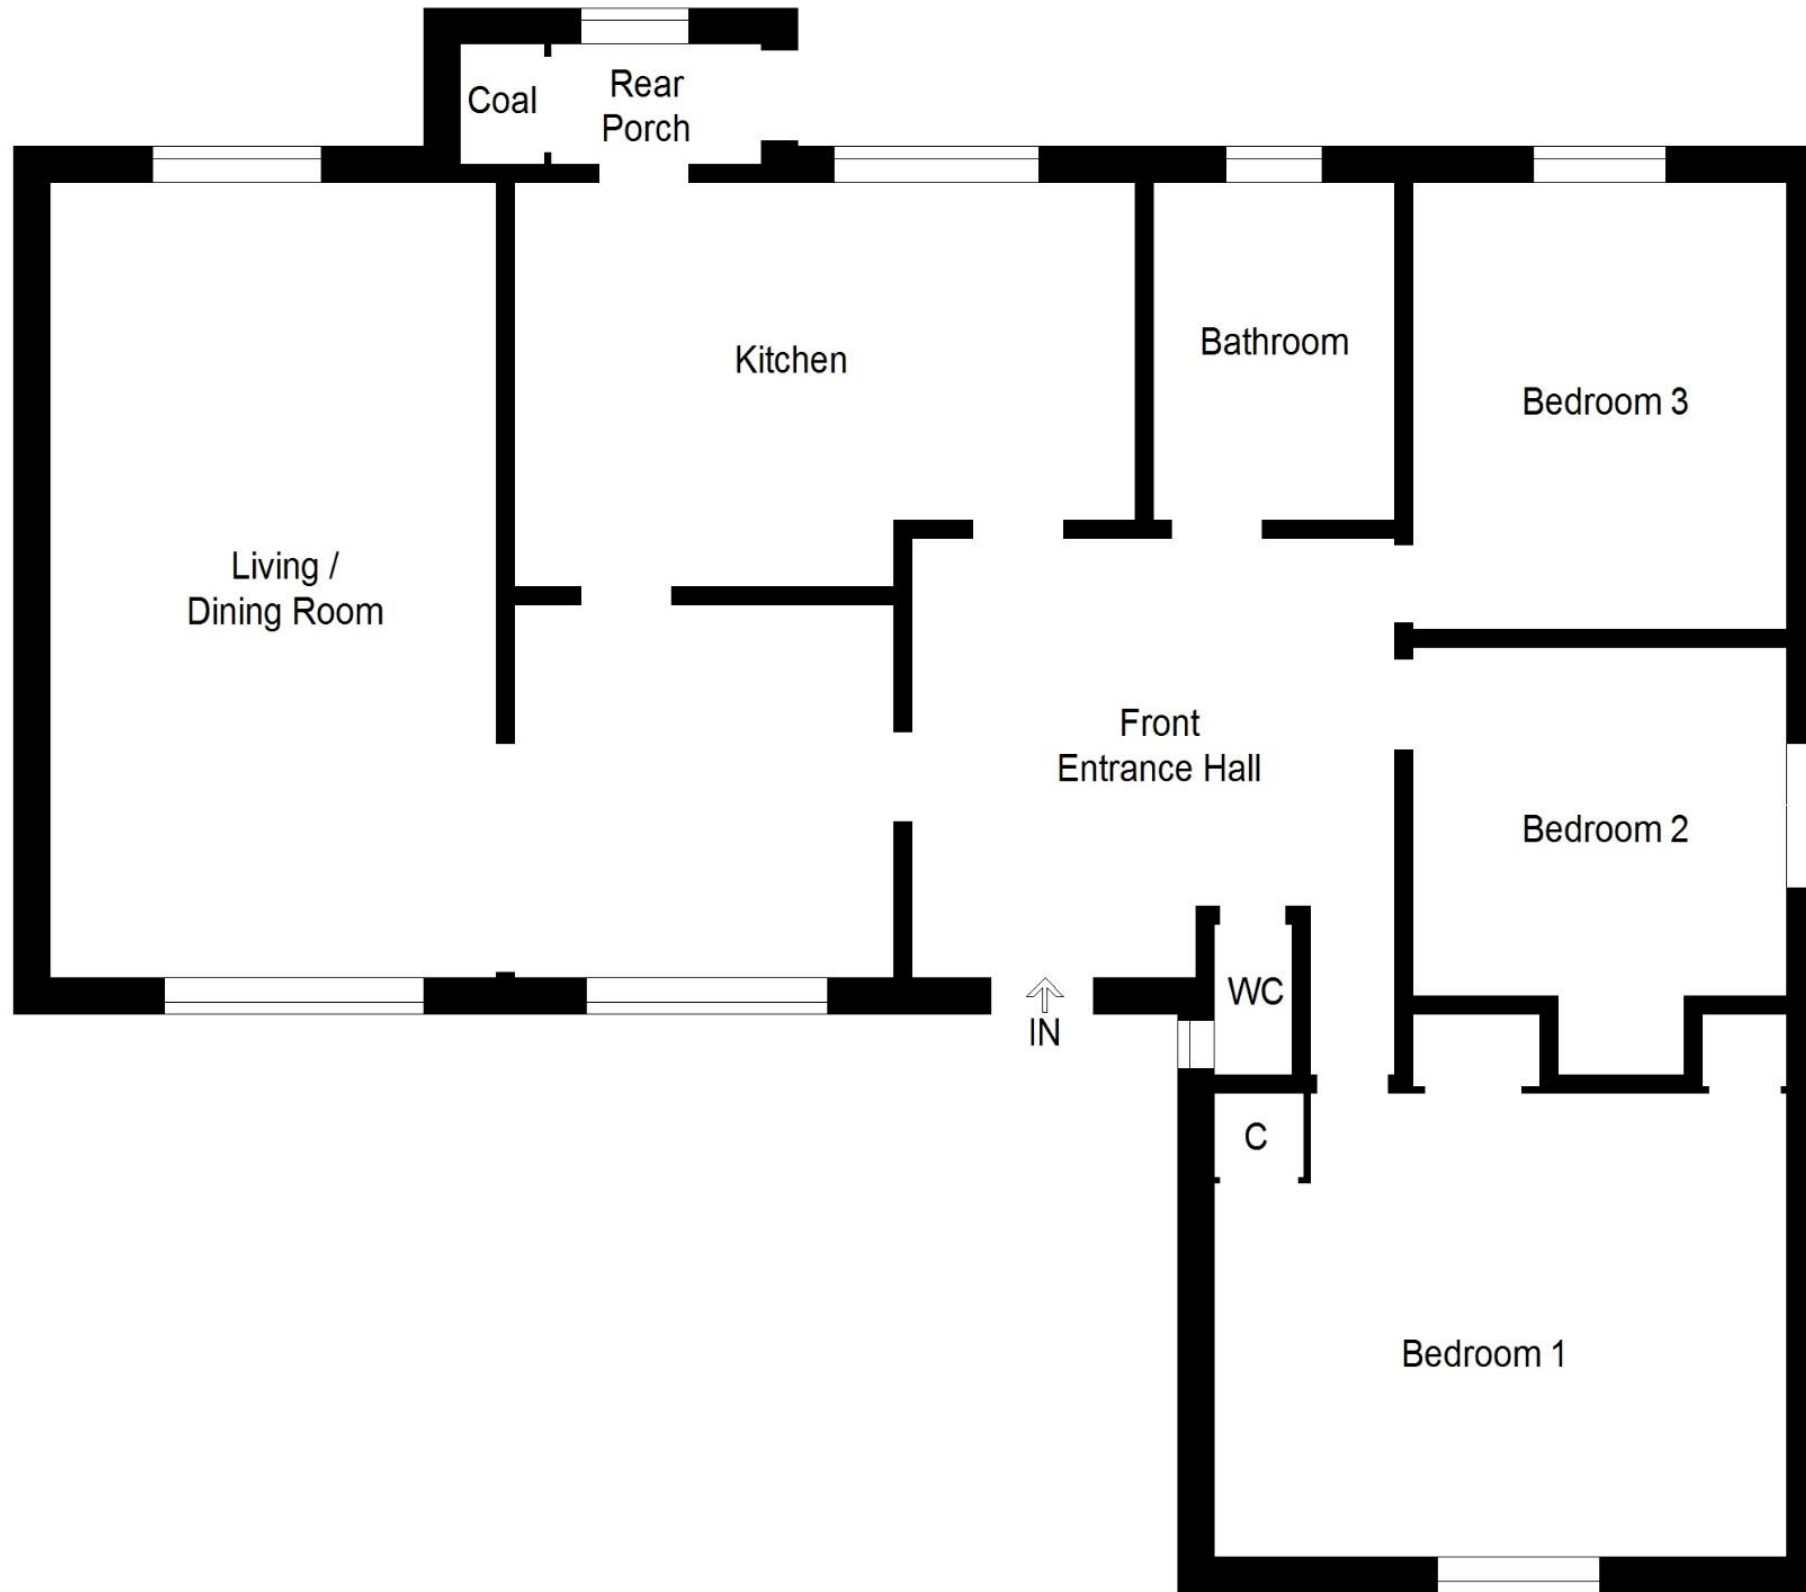 Coal
Rear
Porch
Kitchen
Bathroom
Bedroom 3
Living /
Dining Room
Front
Entrance Hall
Bedroom 2
WC
IN
C
Bedroom 1